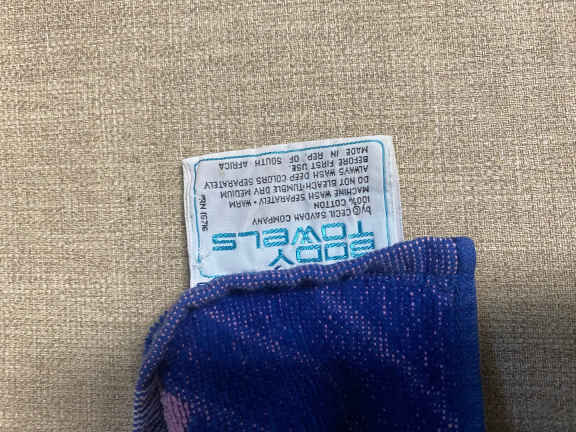 BODY
TOWELS
by © CECIL SAYDAH COMPANY
100% COTTON
MACHINE WASH SEPARATELY • WARM
DO NOT BLEACH-TUMBLE DRY MEDIUM
ALWAYS WASH DEEP COLORS SEPARATELY
BEFORE FIRST USE
MADE IN REP. OF SOUTH AFRICA